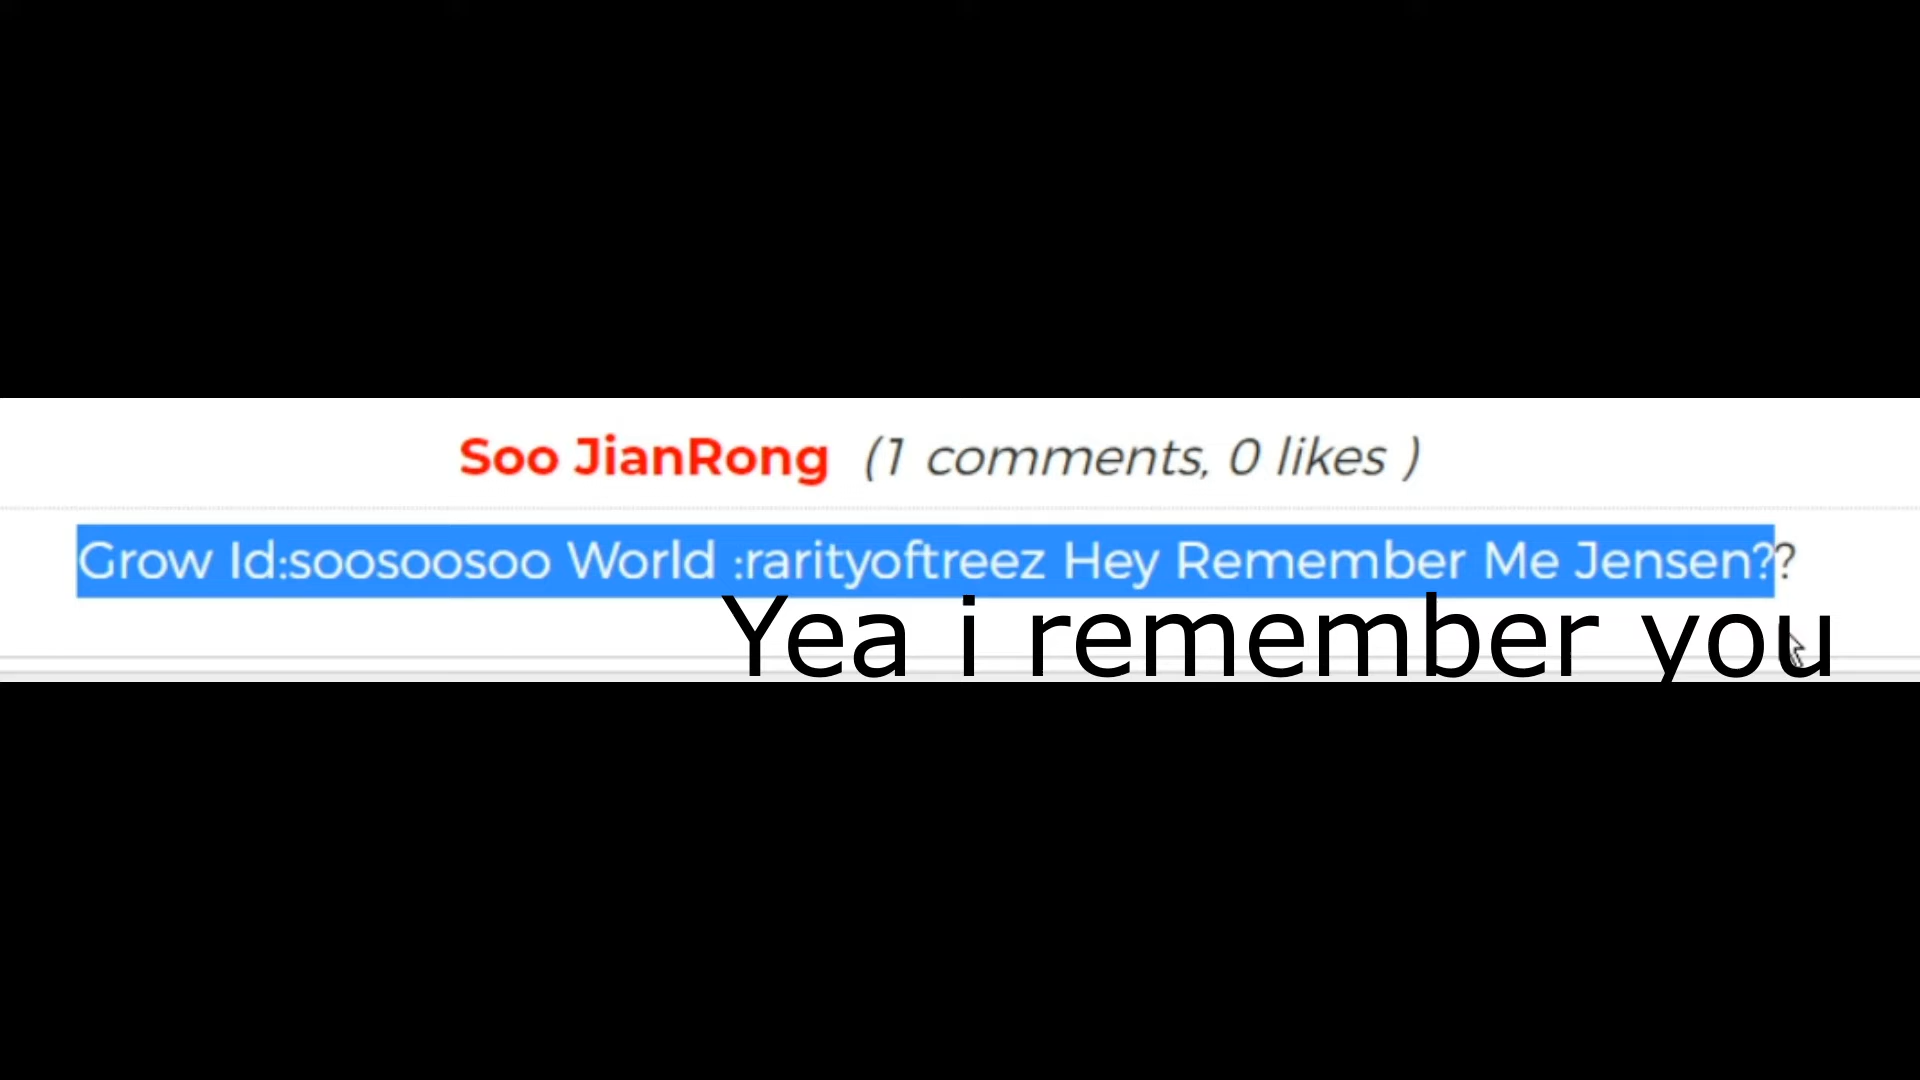 Soo JianRong (1 comments, 0 likes )
Grow Id:soosoosoo World :rarityoftreez Hey Remember Me Jensen??
Yea i remember you